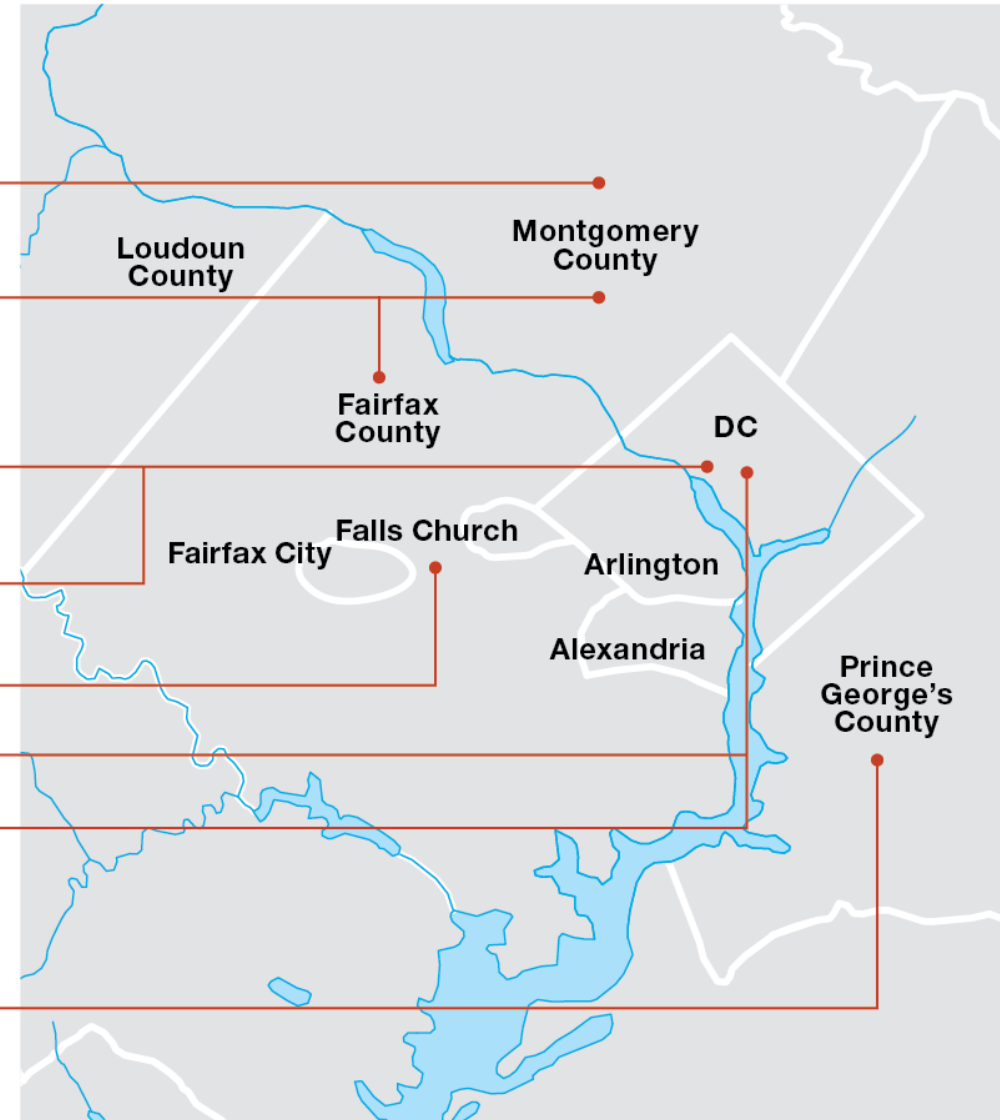 Montgomery
County
Loudoun
County
Fairfax
County
DC
Falls Church
Fairfax City
Arlington
Alexandria
Prince
George’s
County